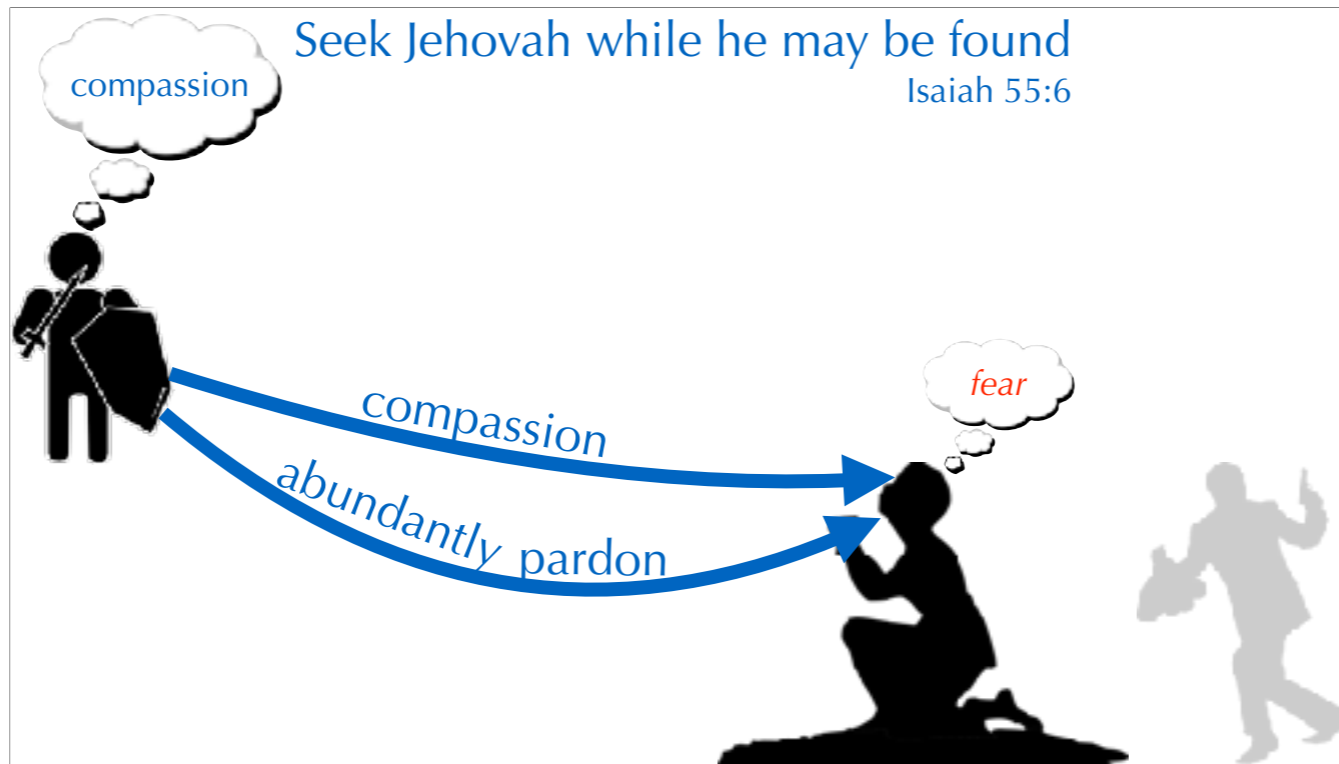 Seek Jehovah while he may be found
Isaiah 55:6
compassion
fear
compassion
abundantly pardon